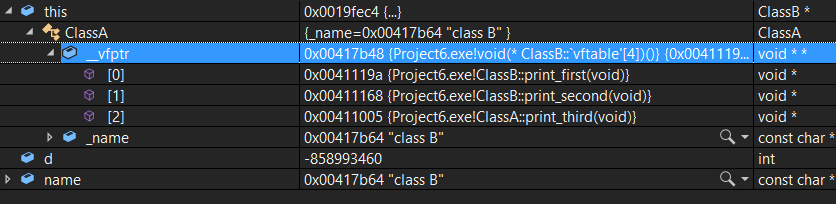 this 0x0019fec4 {...} ClassB *
ClassA {_name=0x00417b64 "class B" } ClassA
__vfptr 0x00417b48 {Project6.exe!void(* ClassB::`vftable'[4])()} {0x0041119... void * *
[0] 0x0041119a {Project6.exe!ClassB::print_first(void)} void *
[1] 0x00411168 {Project6.exe!ClassB::print_second(void)} void *
[2] 0x00411005 {Project6.exe!ClassA::print_third(void)} void *
_name 0x00417b64 "class B" const char *
d -858993460 int
name 0x00417b64 "class B" const char *